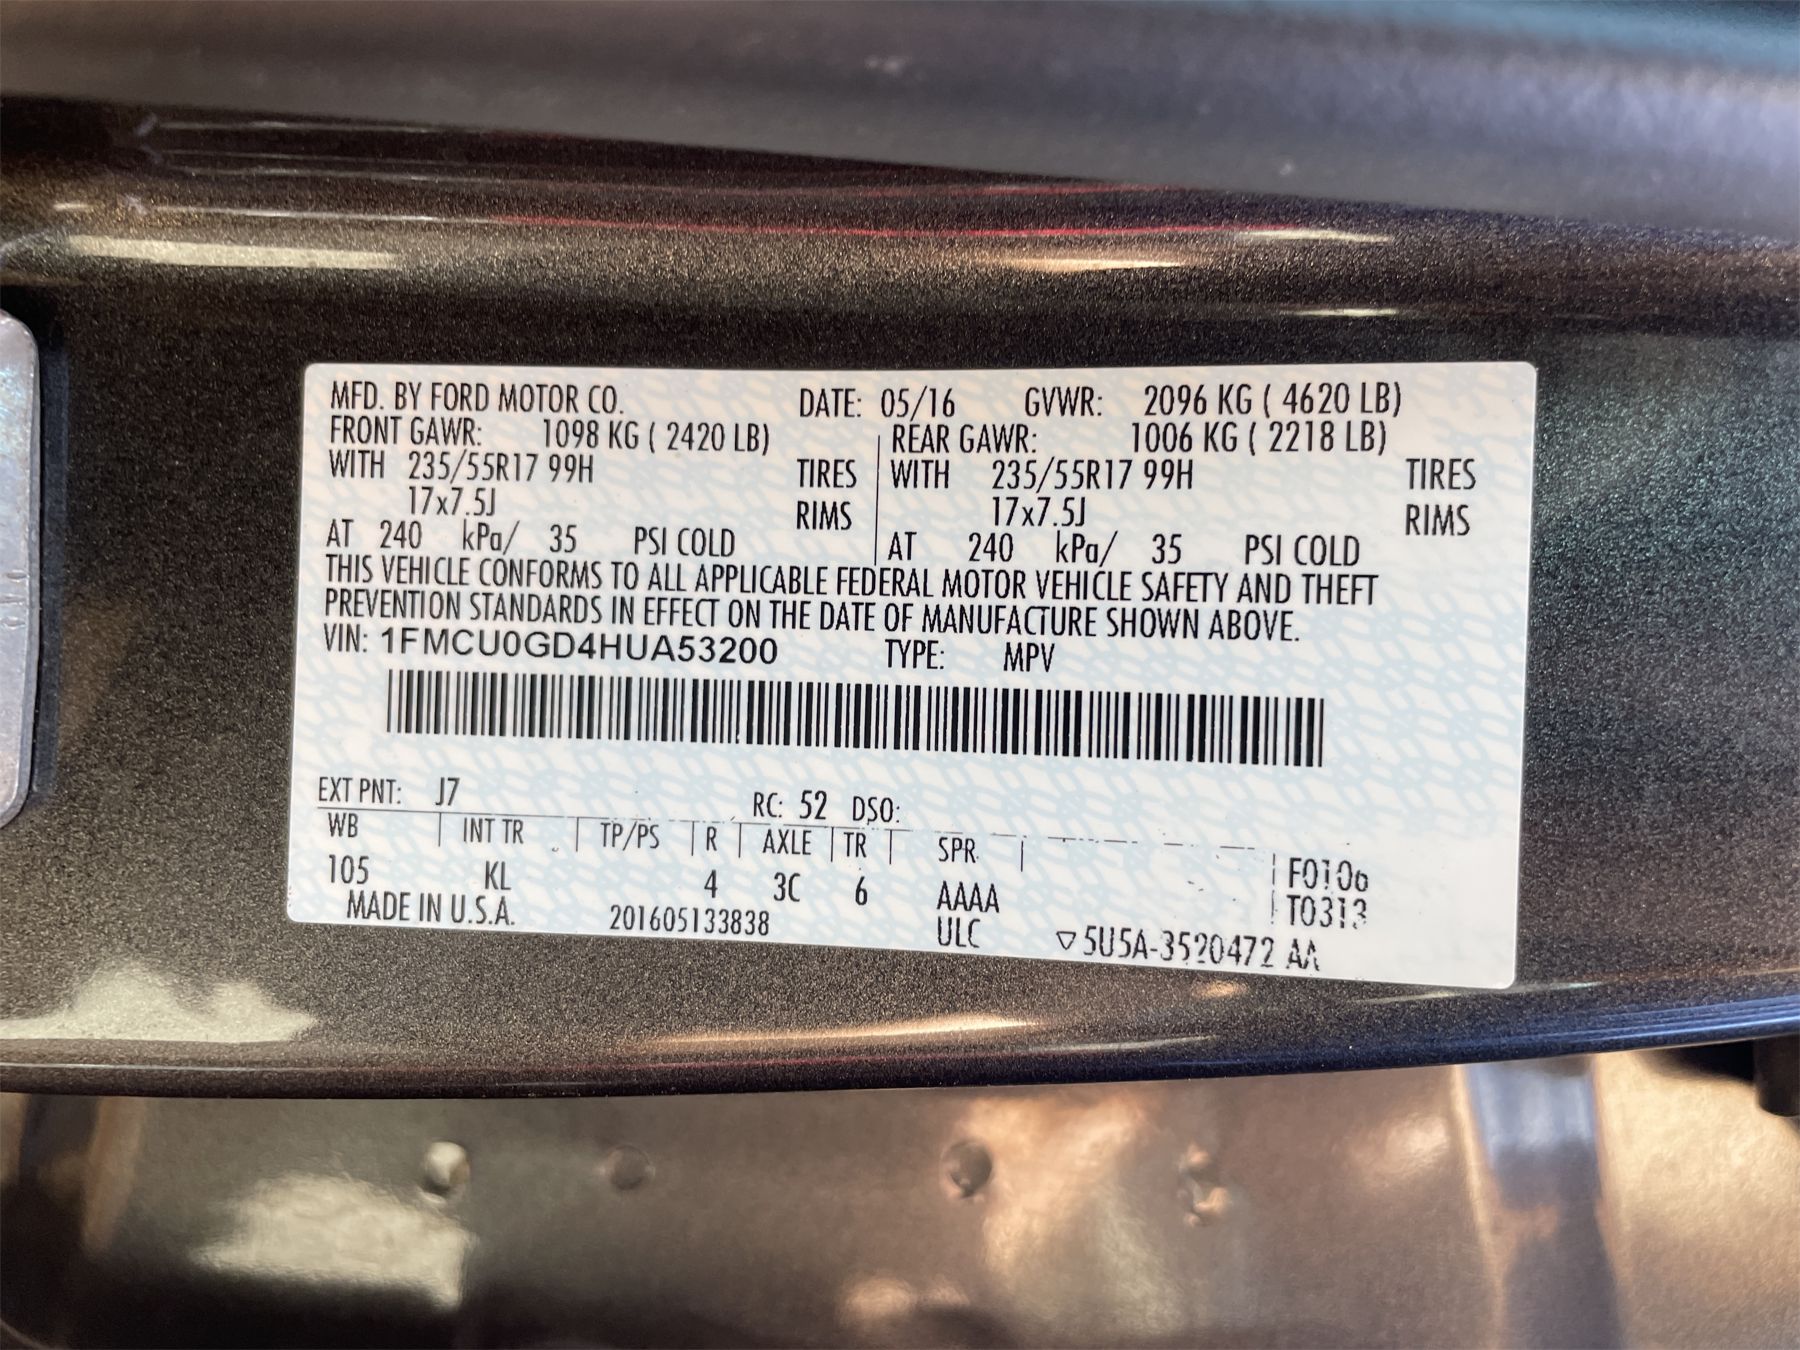 MFD. BY FORD MOTOR CO. DATE: 05/16 GVWR: 2096 KG ( 4620 LB)
FRONT GAWR: 1098 KG ( 2420 LB) REAR GAWR: 1006 KG ( 2218 LB)
WITH 235/55R17 99H TIRES WITH 235/55R17 99H TIRES
17x7.5J RIMS 17x7.5J RIMS
AT 240 kPa/ 35 PSI COLD AT 240 kPa/ 35 PSI COLD
THIS VEHICLE CONFORMS TO ALL APPLICABLE FEDERAL MOTOR VEHICLE SAFETY AND THEFT
PREVENTION STANDARDS IN EFFECT ON THE DATE OF MANUFACTURE SHOWN ABOVE.
VIN: 1FMCU0GD4HUA53200 TYPE: MPV
EXT PNT: J7 RC: 52 DSO:
WB | INT TR | TP/PS | R | AXLE | TR | SPR | F0106
105 KL 4 3C 6 AAAA T0313
MADE IN U.S.A. 201605133838 ULC ▽5U5A-3520472 AA